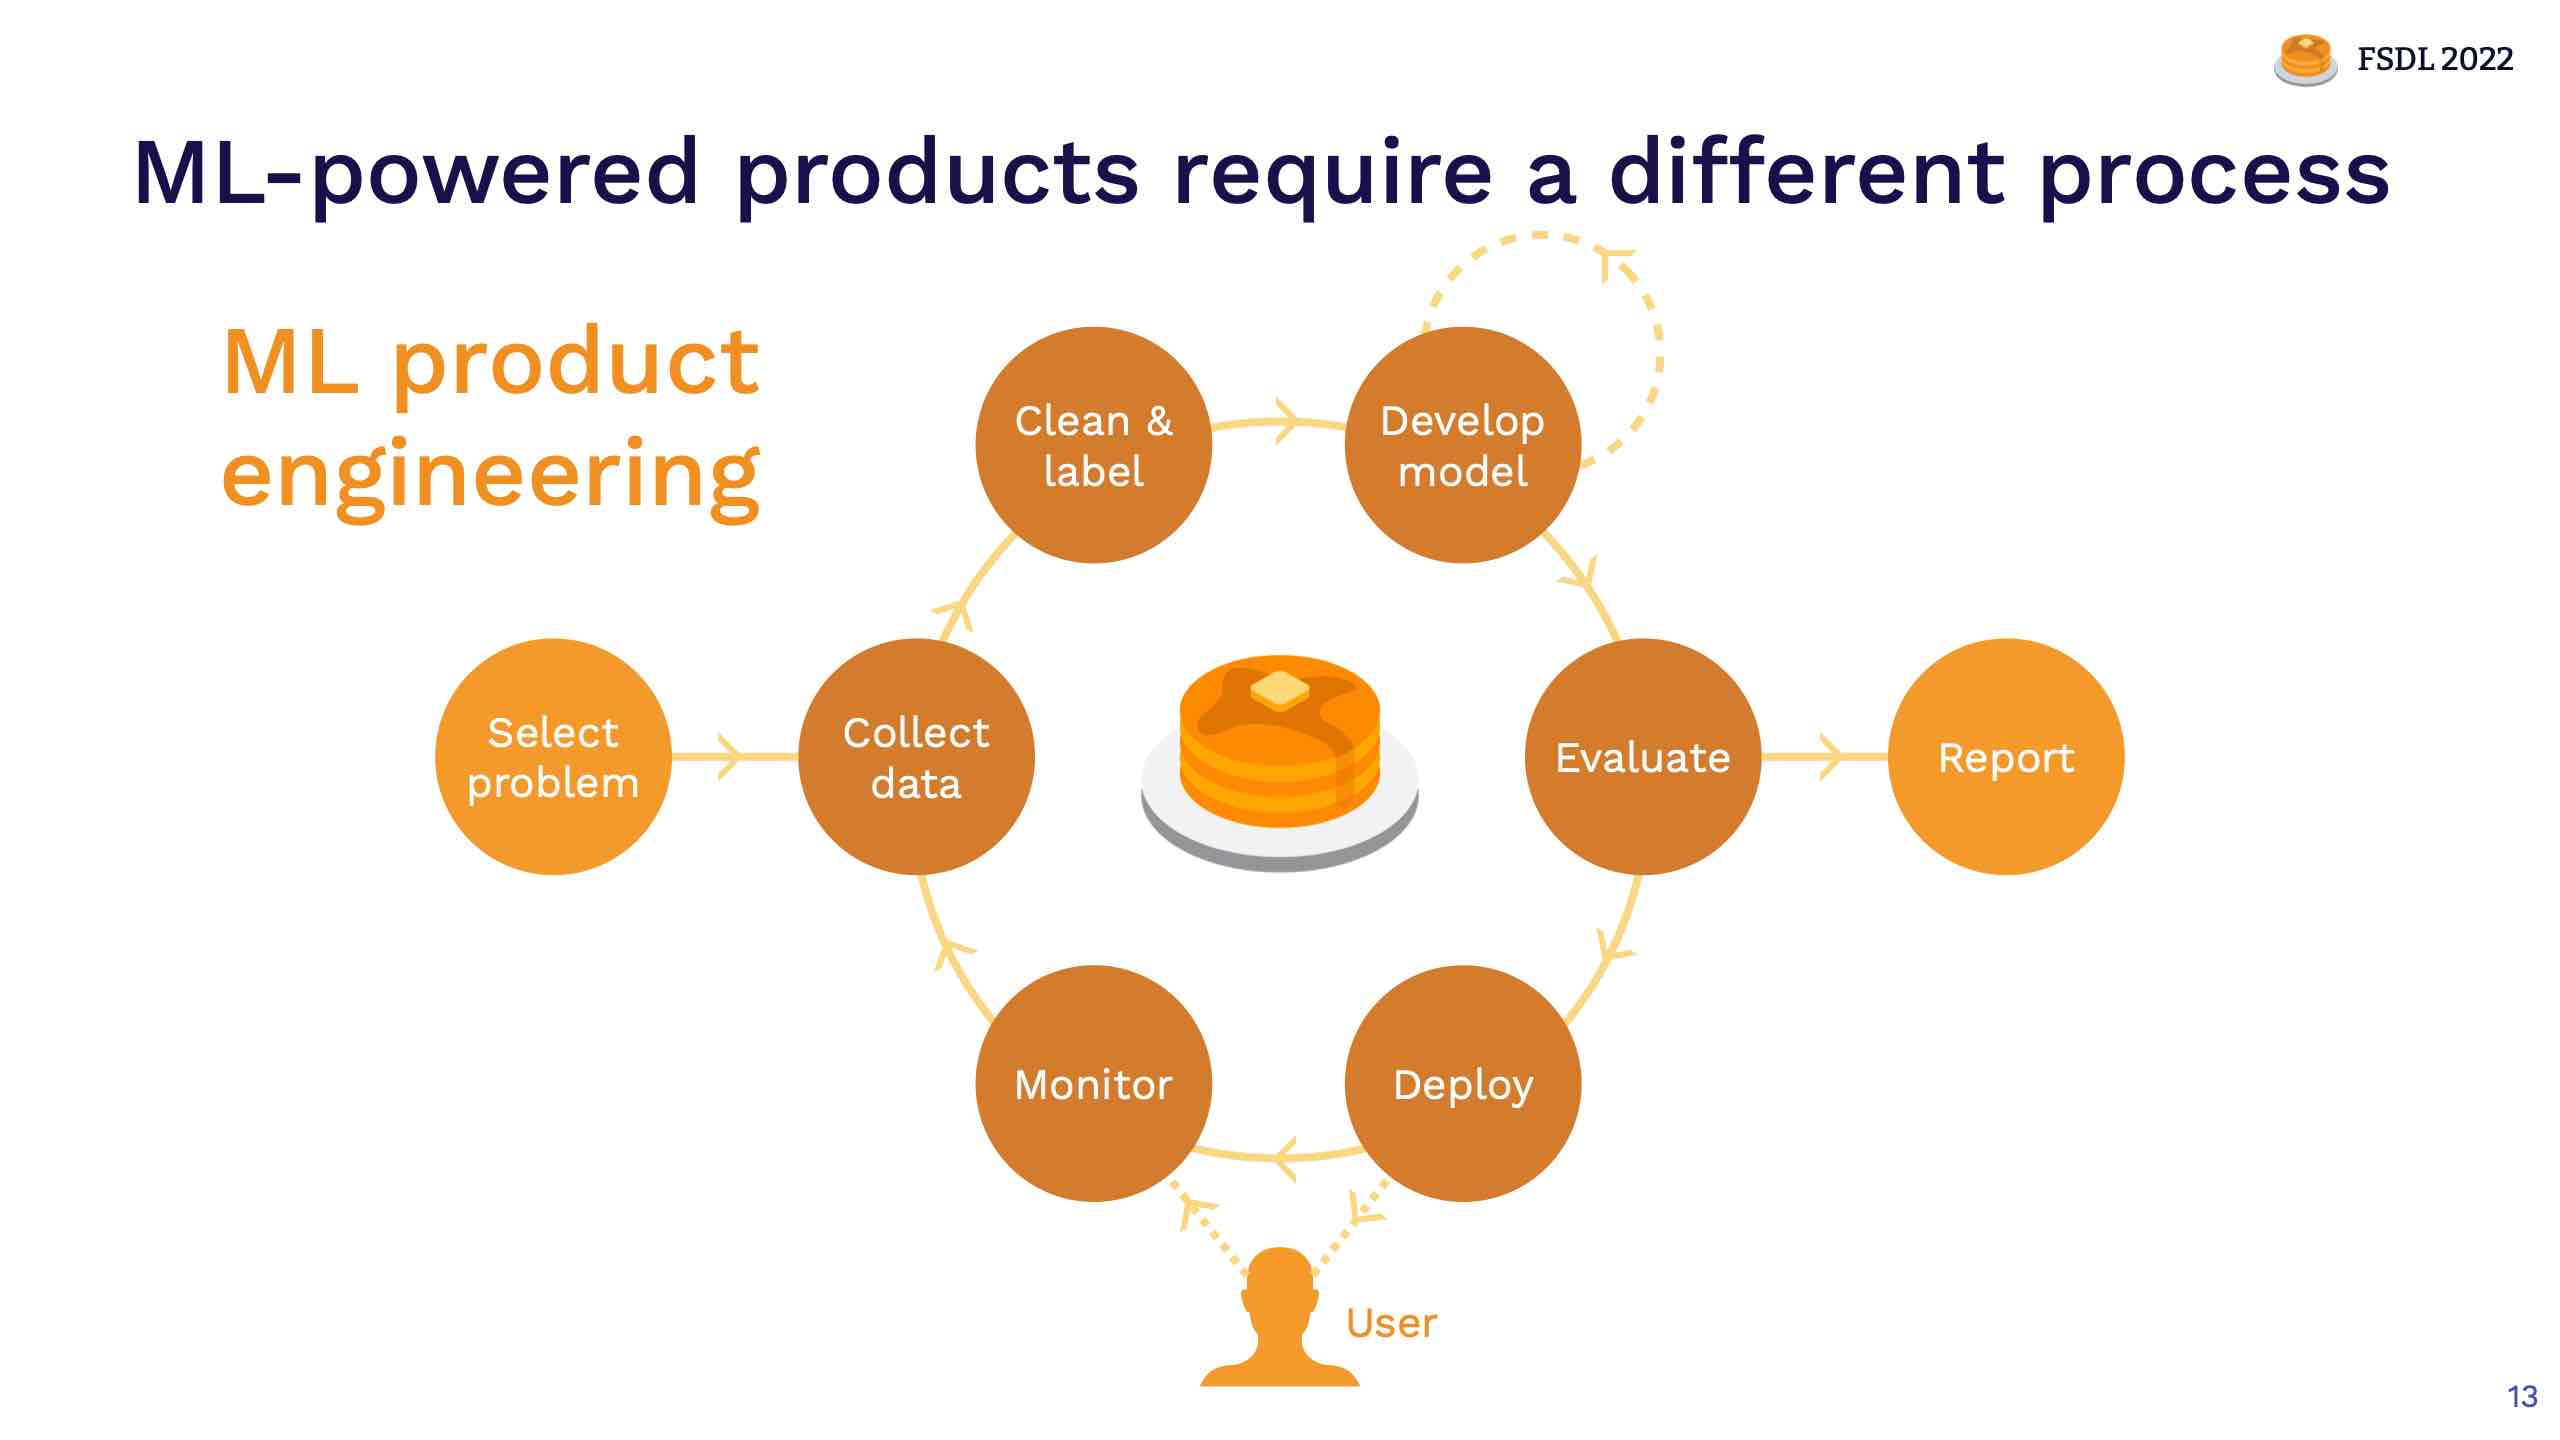 FSDL 2022
ML-powered products require a different process
ML product
engineering
Clean &
label
Develop
model
Select
problem
Collect
data
Evaluate
Report
Monitor
Deploy
User
13